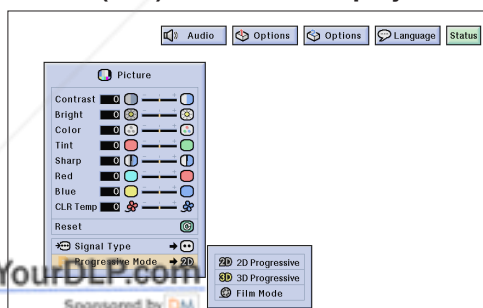 Audio Options Options Language Status
Picture
Contrast 0
Bright 0
Color 0
Tint 0
Sharp 0
Red 0
Blue 0
CLR Temp 0
Reset
Signal Type
Progressive Mode 2D
2D 2D Progressive
3D 3D Progressive
Film Mode
YourDLP.com
Sponsored by DM